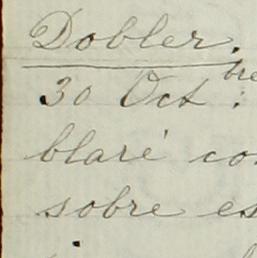 Dobler.
30 Oct:bre
blaré co
sobre es